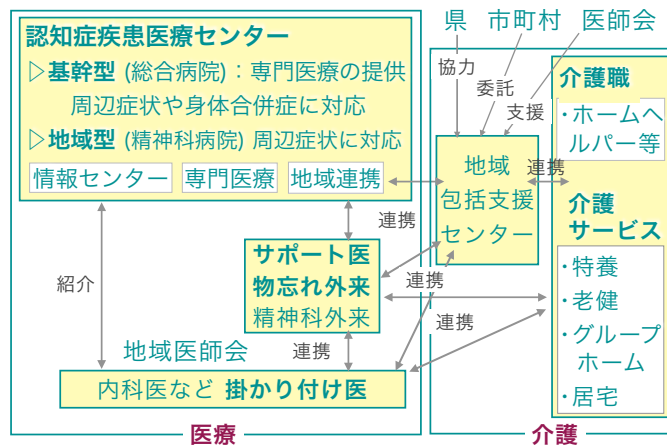 認知症疾患医療センター
▷基幹型 (総合病院)：専門医療の提供
周辺症状や身体合併症に対応
▷地域型 (精神科病院) 周辺症状に対応
情報センター 専門医療 地域連携
県 市町村 医師会
協力
委託
支援
地域
包括支援
センター
連携
介護職
・ホームヘ
ルパー等
介護
サービス
・特養
・老健
・グループ
ホーム
・居宅
連携
サポート医
物忘れ外来
精神科外来
連携
連携
紹介
連携
地域医師会
内科医など 掛かり付け医
医療
介護